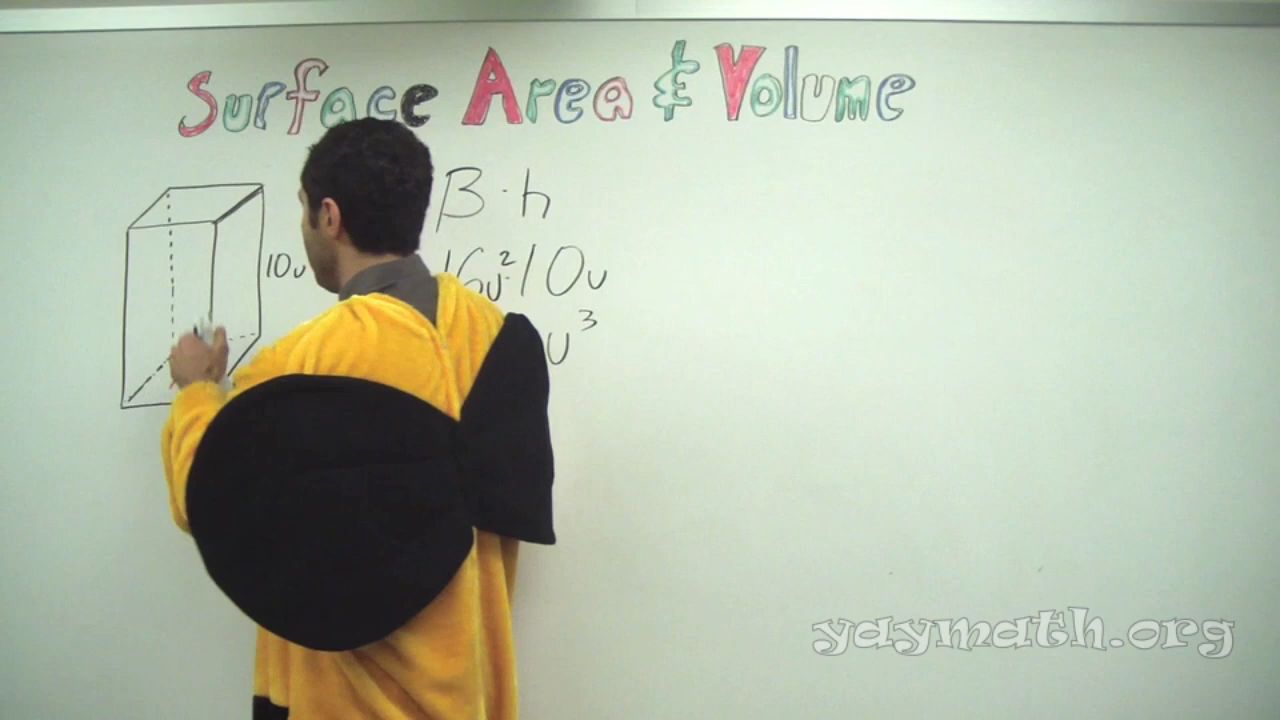 Surface Area & Volume
B · h
10u
16u² 10u
u³
yaymath.org